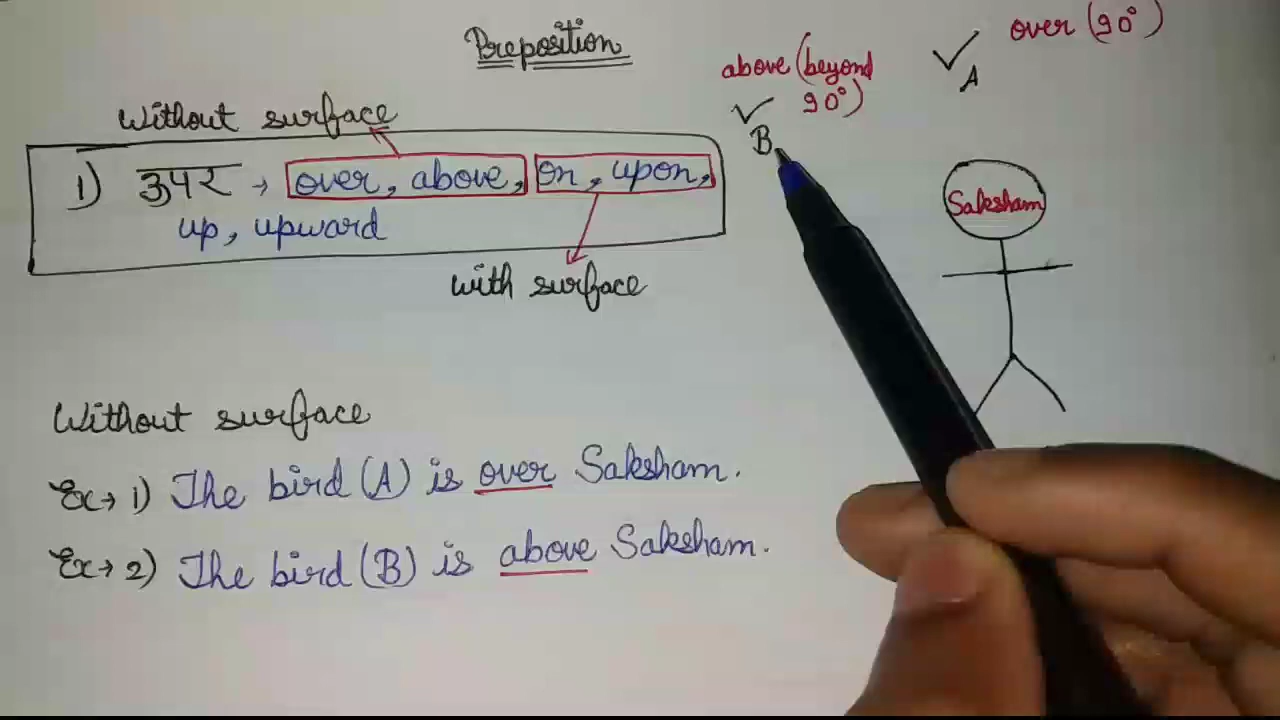 Preposition
over (90°)
A
above (beyond
90°)
B
Without surface
1) ऊपर → over, above, on, upon,
up, upward
with surface
Saksham
Without surface
Ex→ 1) The bird (A) is over Saksham.
Ex→ 2) The bird (B) is above Saksham.